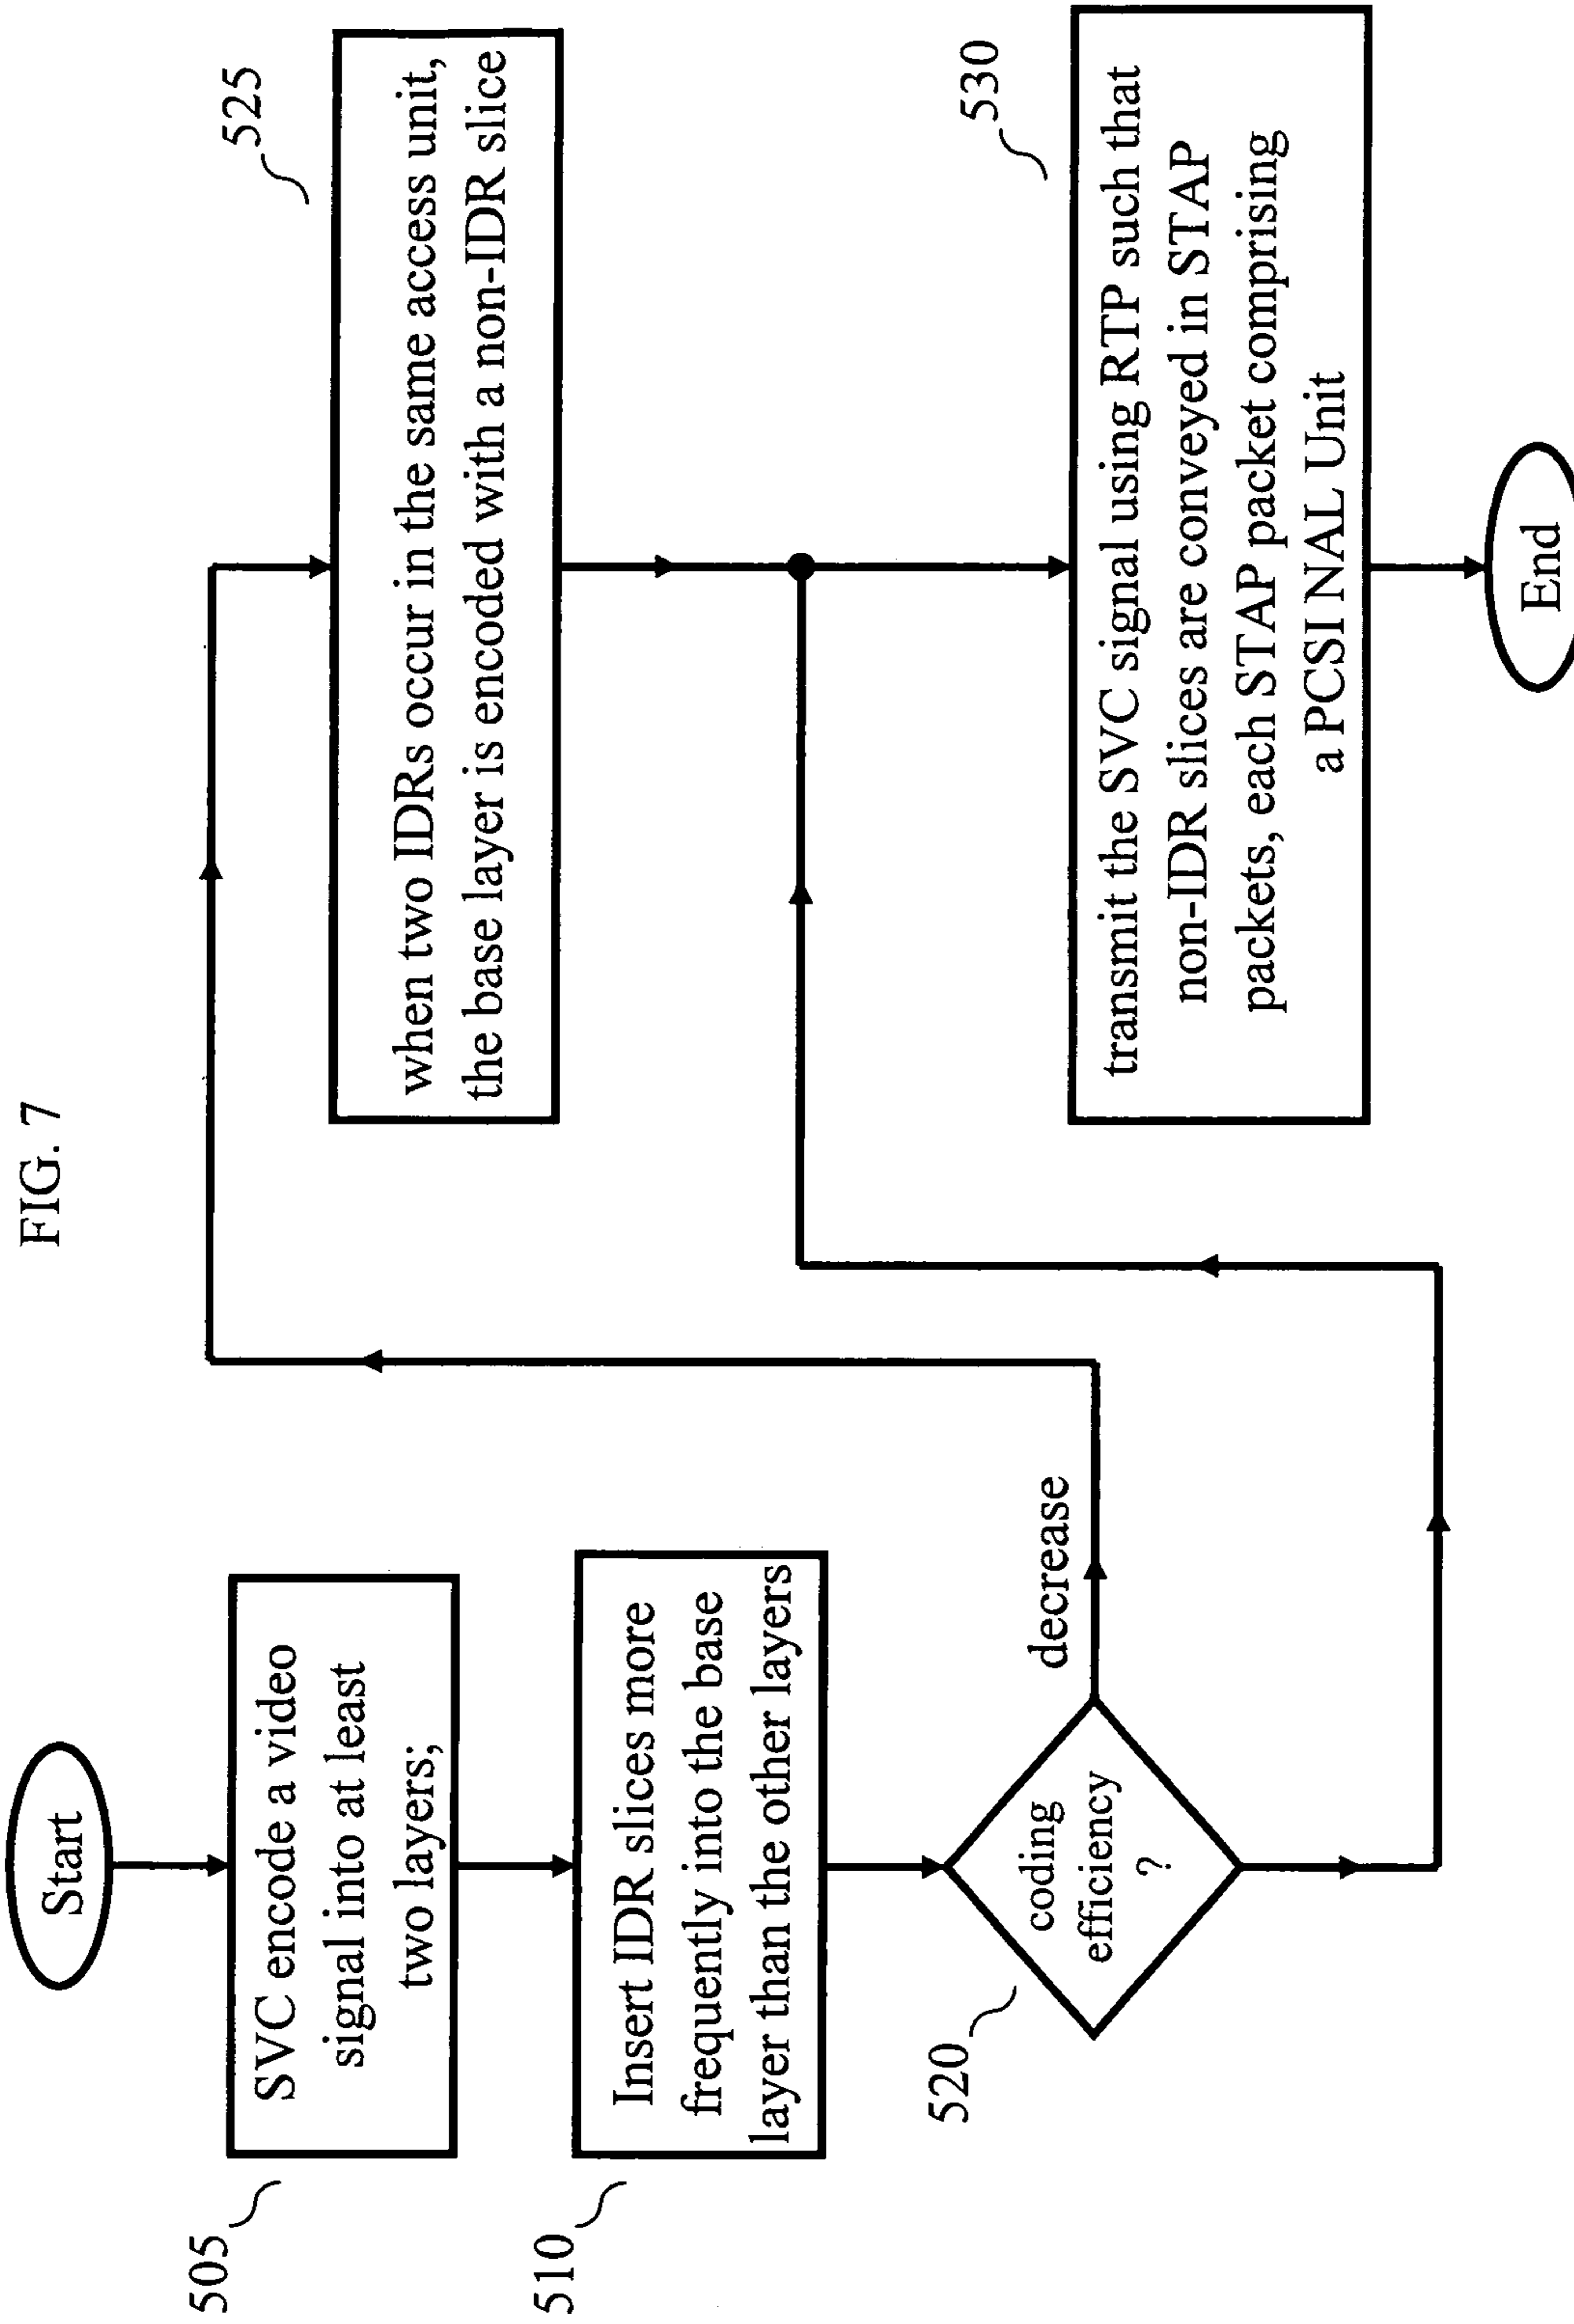 FIG. 7
Start
505
SVC encode a video
signal into at least
two layers;
510
Insert IDR slices more
frequently into the base
layer than the other layers
520
coding
efficiency
?
decrease
525
when two IDRs occur in the same access unit,
the base layer is encoded with a non-IDR slice
530
transmit the SVC signal using RTP such that
non-IDR slices are conveyed in STAP
packets, each STAP packet comprising
a PCSI NAL Unit
End